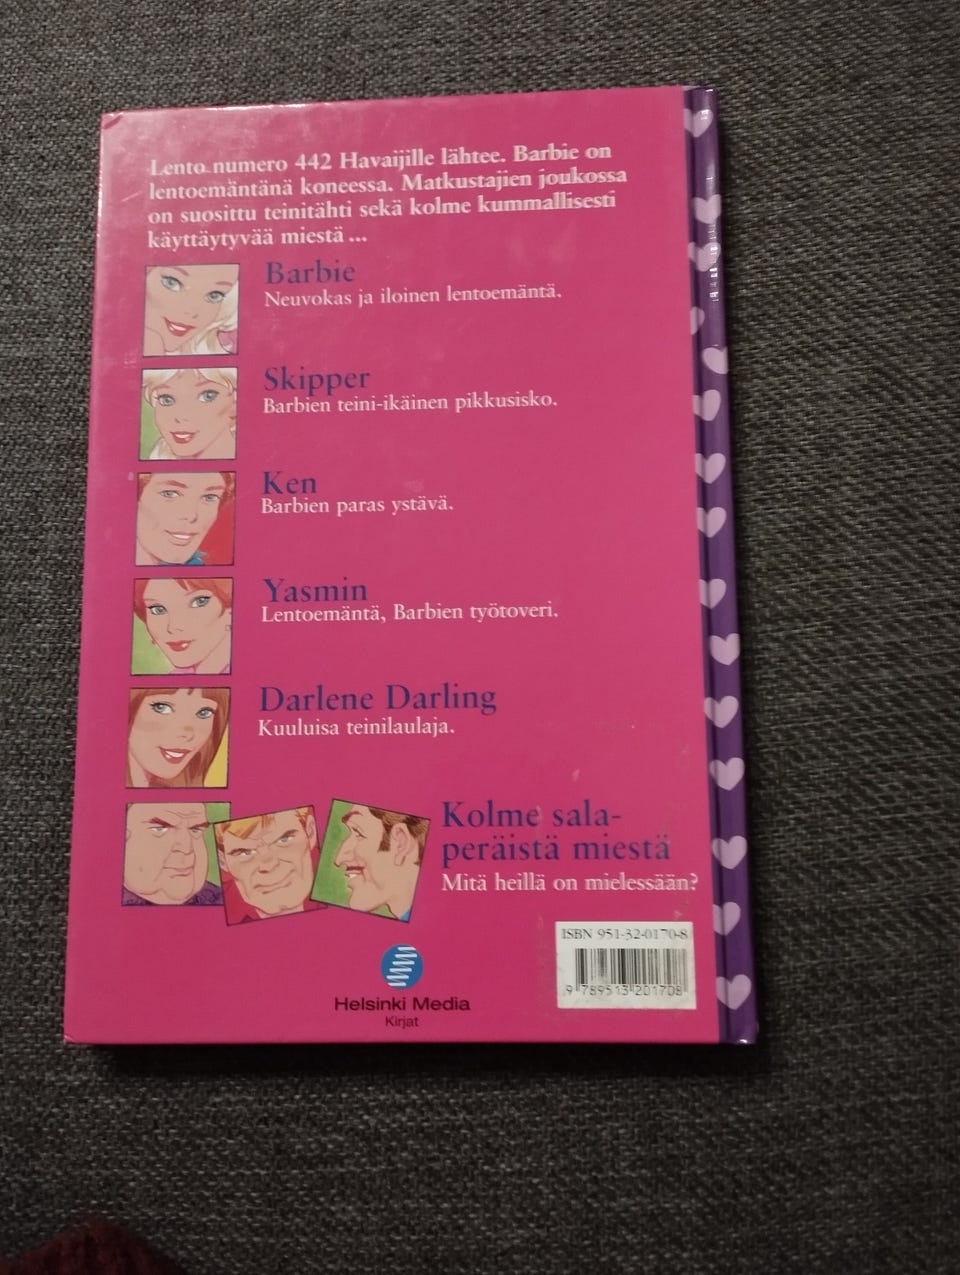 Lento numero 442 Havaijille lähtee. Barbie on
lentoemäntänä koneessa. Matkustajien joukossa
on suosittu teinitähti sekä kolme kummallisesti
käyttäytyvää miestä ...
Barbie
Neuvokas ja iloinen lentoemäntä.
Skipper
Barbien teini-ikäinen pikkusisko.
Ken
Barbien paras ystävä.
Yasmin
Lentoemäntä, Barbien työtoveri.
Darlene Darling
Kuuluisa teinilaulaja.
Kolme sala-
peräistä miestä
Mitä heillä on mielessään?
ISBN 951-32-0170-8
9 789513 201708
Helsinki Media
Kirjat